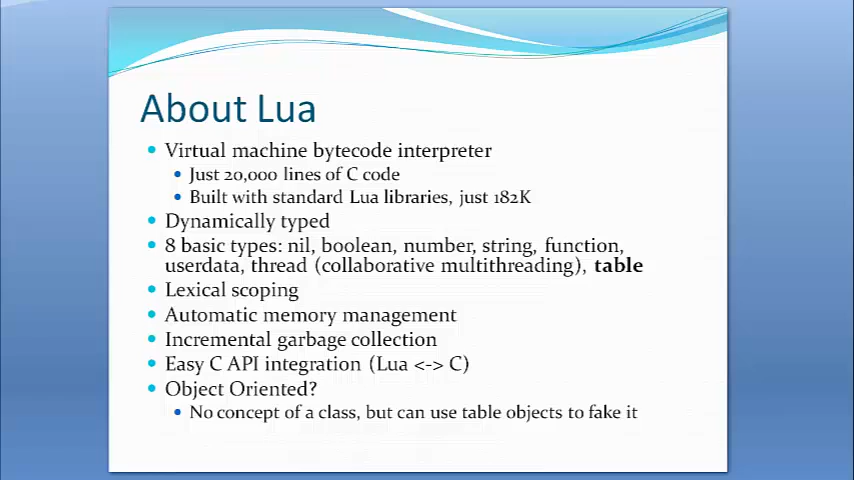 About Lua
Virtual machine bytecode interpreter
Just 20,000 lines of C code
Built with standard Lua libraries, just 182K
Dynamically typed
8 basic types: nil, boolean, number, string, function,
userdata, thread (collaborative multithreading), table
Lexical scoping
Automatic memory management
Incremental garbage collection
Easy C API integration (Lua <-> C)
Object Oriented?
No concept of a class, but can use table objects to fake it